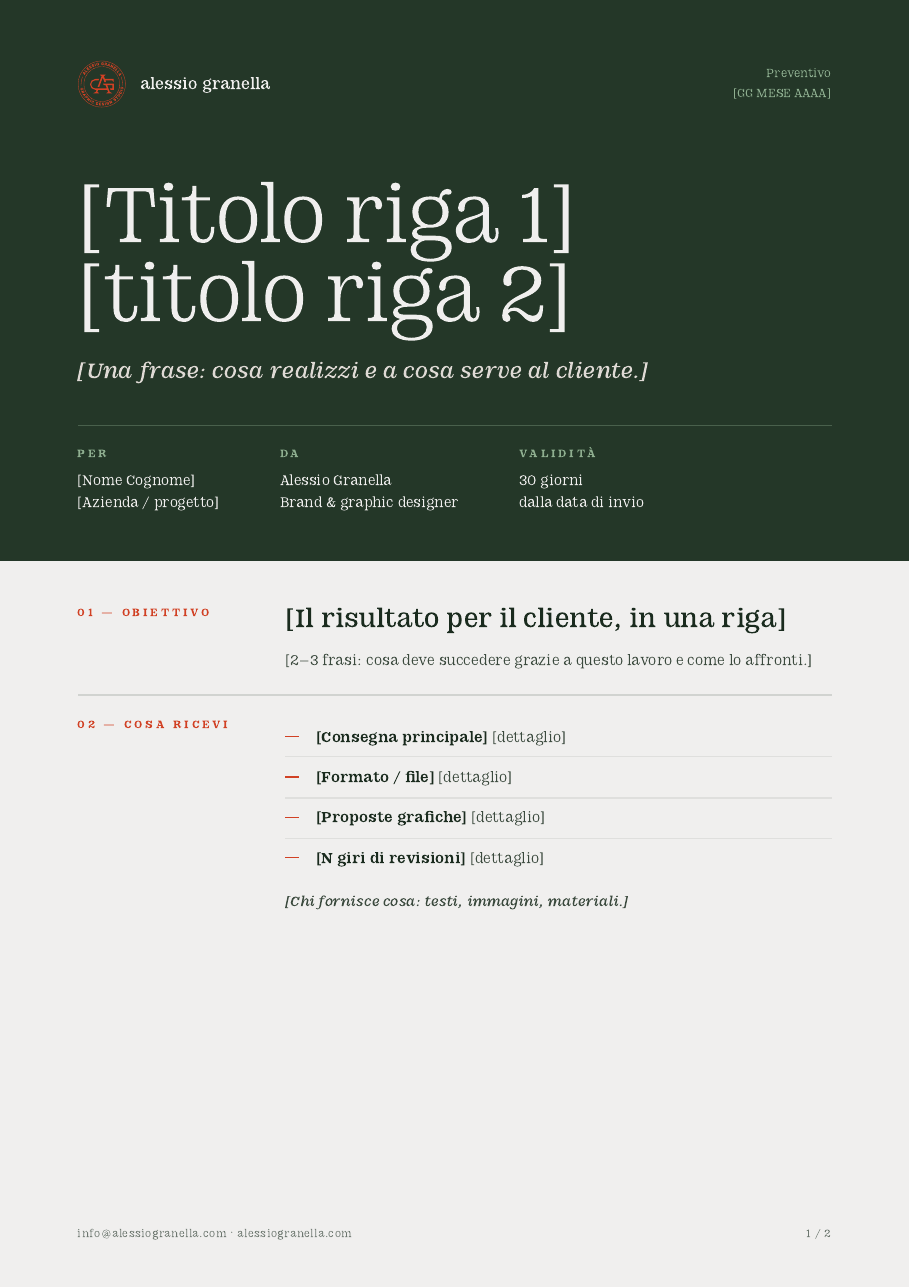 alessio granella
Preventivo
[GG MESE AAAA]
[Titolo riga 1]
[titolo riga 2]
[Una frase: cosa realizzi e a cosa serve al cliente.]
PER
[Nome Cognome]
[Azienda / progetto]
DA
Alessio Granella
Brand & graphic designer
VALIDITÀ
30 giorni
dalla data di invio
01 — OBIETTIVO
[Il risultato per il cliente, in una riga]
[2–3 frasi: cosa deve succedere grazie a questo lavoro e come lo affronti.]
02 — COSA RICEVI
— [Consegna principale] [dettaglio]
— [Formato / file] [dettaglio]
— [Proposte grafiche] [dettaglio]
— [N giri di revisioni] [dettaglio]
[Chi fornisce cosa: testi, immagini, materiali.]
info@alessiogranella.com · alessiogranella.com
1 / 2